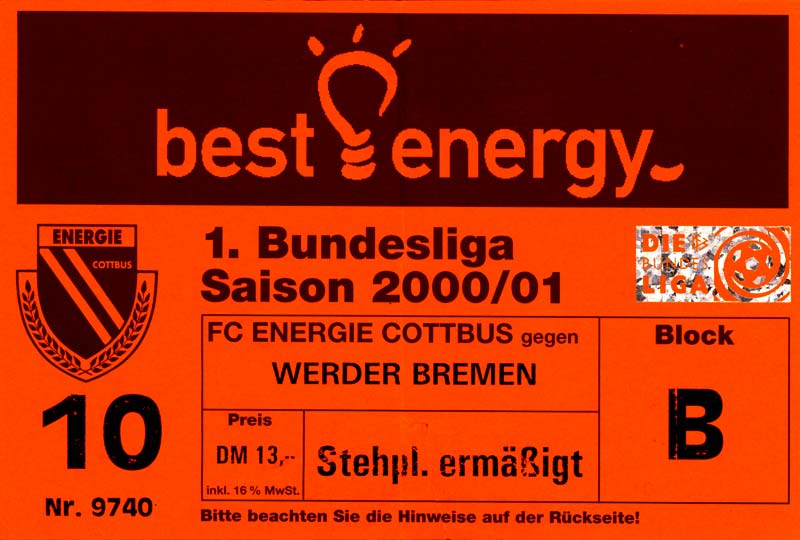 best energy
ENERGIE
COTTBUS
1. Bundesliga
Saison 2000/01
DIE
BUNDES
LIGA
FC ENERGIE COTTBUS gegen
WERDER BREMEN
Block
B
10
Nr. 9740
Preis
DM 13,--
inkl. 16 % MwSt.
Stehpl. ermäßigt
Bitte beachten Sie die Hinweise auf der Rückseite!